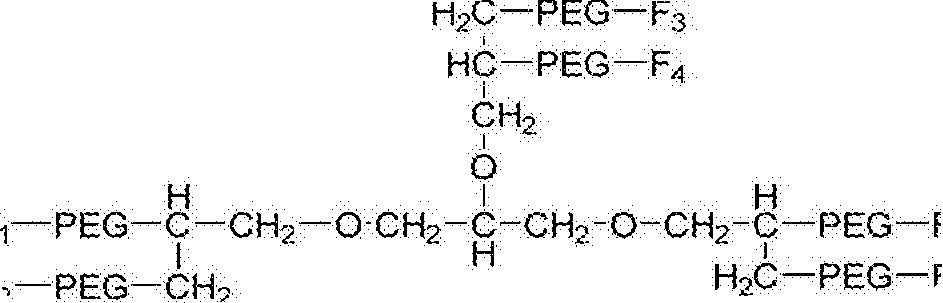 H₂C—PEG—F₃
HC—PEG—F₄
CH₂
O
H H
—PEG—C—CH₂—O—CH₂—C—CH₂—O—CH₂—C—PEG—
H
—PEG—CH₂ H₂C—PEG—